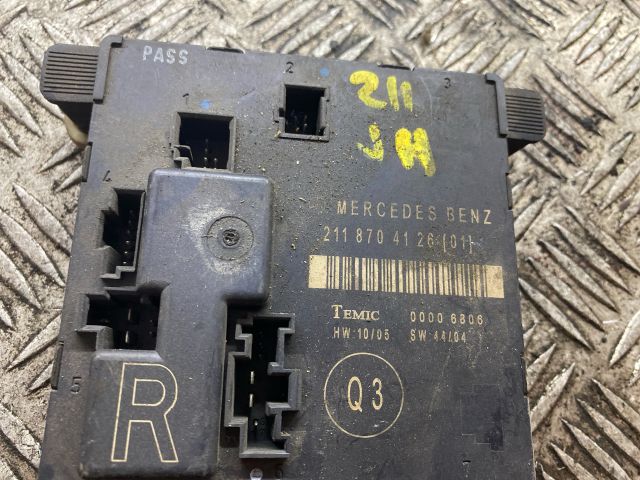 PASS
2
3
211
1
JH
4
MERCEDES BENZ
211 870 41 26 [01]
TEMIC 0000 6806
HW:10/05 SW:44/04
5
R
Q3
6
7